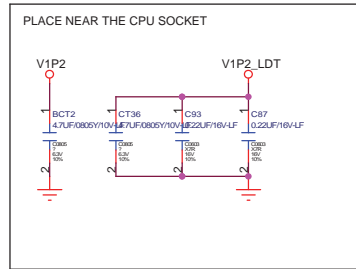 PLACE NEAR THE CPU SOCKET
V1P2
V1P2_LDT
1 1 1 1
BCT2 CT36 C93 C87
4.7UF/0805Y/10V-LF 4.7UF/0805Y/10V-LF 0.22UF/16V-LF 0.22UF/16V-LF
C0805 C0805 C0603 C0603
? ? X7R X7R
6.3V 6.3V 16V 16V
10% 10% 10% 10%
2 2 2 2